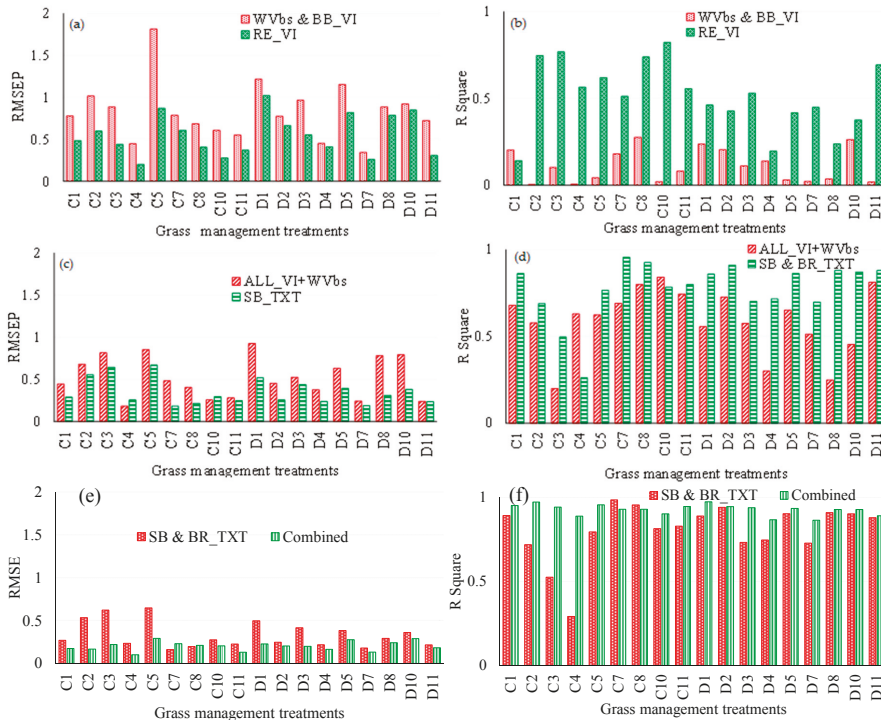 (a)
WVbs & BB_VI
RE_VI
RMSEP
2
1.5
1
0.5
0
C1 C2 C3 C4 C5 C7 C8 C10 C11 D1 D2 D3 D4 D5 D7 D8 D10 D11
Grass management treatments
(b)
WVbs & BB_VI
RE_VI
R Square
1
0.5
0
C1 C2 C3 C4 C5 C7 C8 C10 C11 D1 D2 D3 D4 D5 D7 D8 D10 D11
Grass management treatments
(c)
ALL_VI+WVbs
SB_TXT
RMSEP
2
1.5
1
0.5
0
C1 C2 C3 C4 C5 C7 C8 C10 C11 D1 D2 D3 D4 D5 D7 D8 D10 D11
Grass management treatments
(d)
ALL_VI+WVbs
SB & BR_TXT
R Square
1
0.5
0
C1 C2 C3 C4 C5 C7 C8 C10 C11 D1 D2 D3 D4 D5 D7 D8 D10 D11
Grass management treatments
(e)
SB & BR_TXT
Combined
RMSE
2
1.5
1
0.5
0
C1 C2 C3 C4 C5 C7 C8 C10 C11 D1 D2 D3 D4 D5 D7 D8 D10 D11
Grass management treatments
(f)
SB & BR_TXT
Combined
R Square
1
0.5
0
C1 C2 C3 C4 C5 C7 C8 C10 C11 D1 D2 D3 D4 D5 D7 D8 D10 D11
Grass management treatments